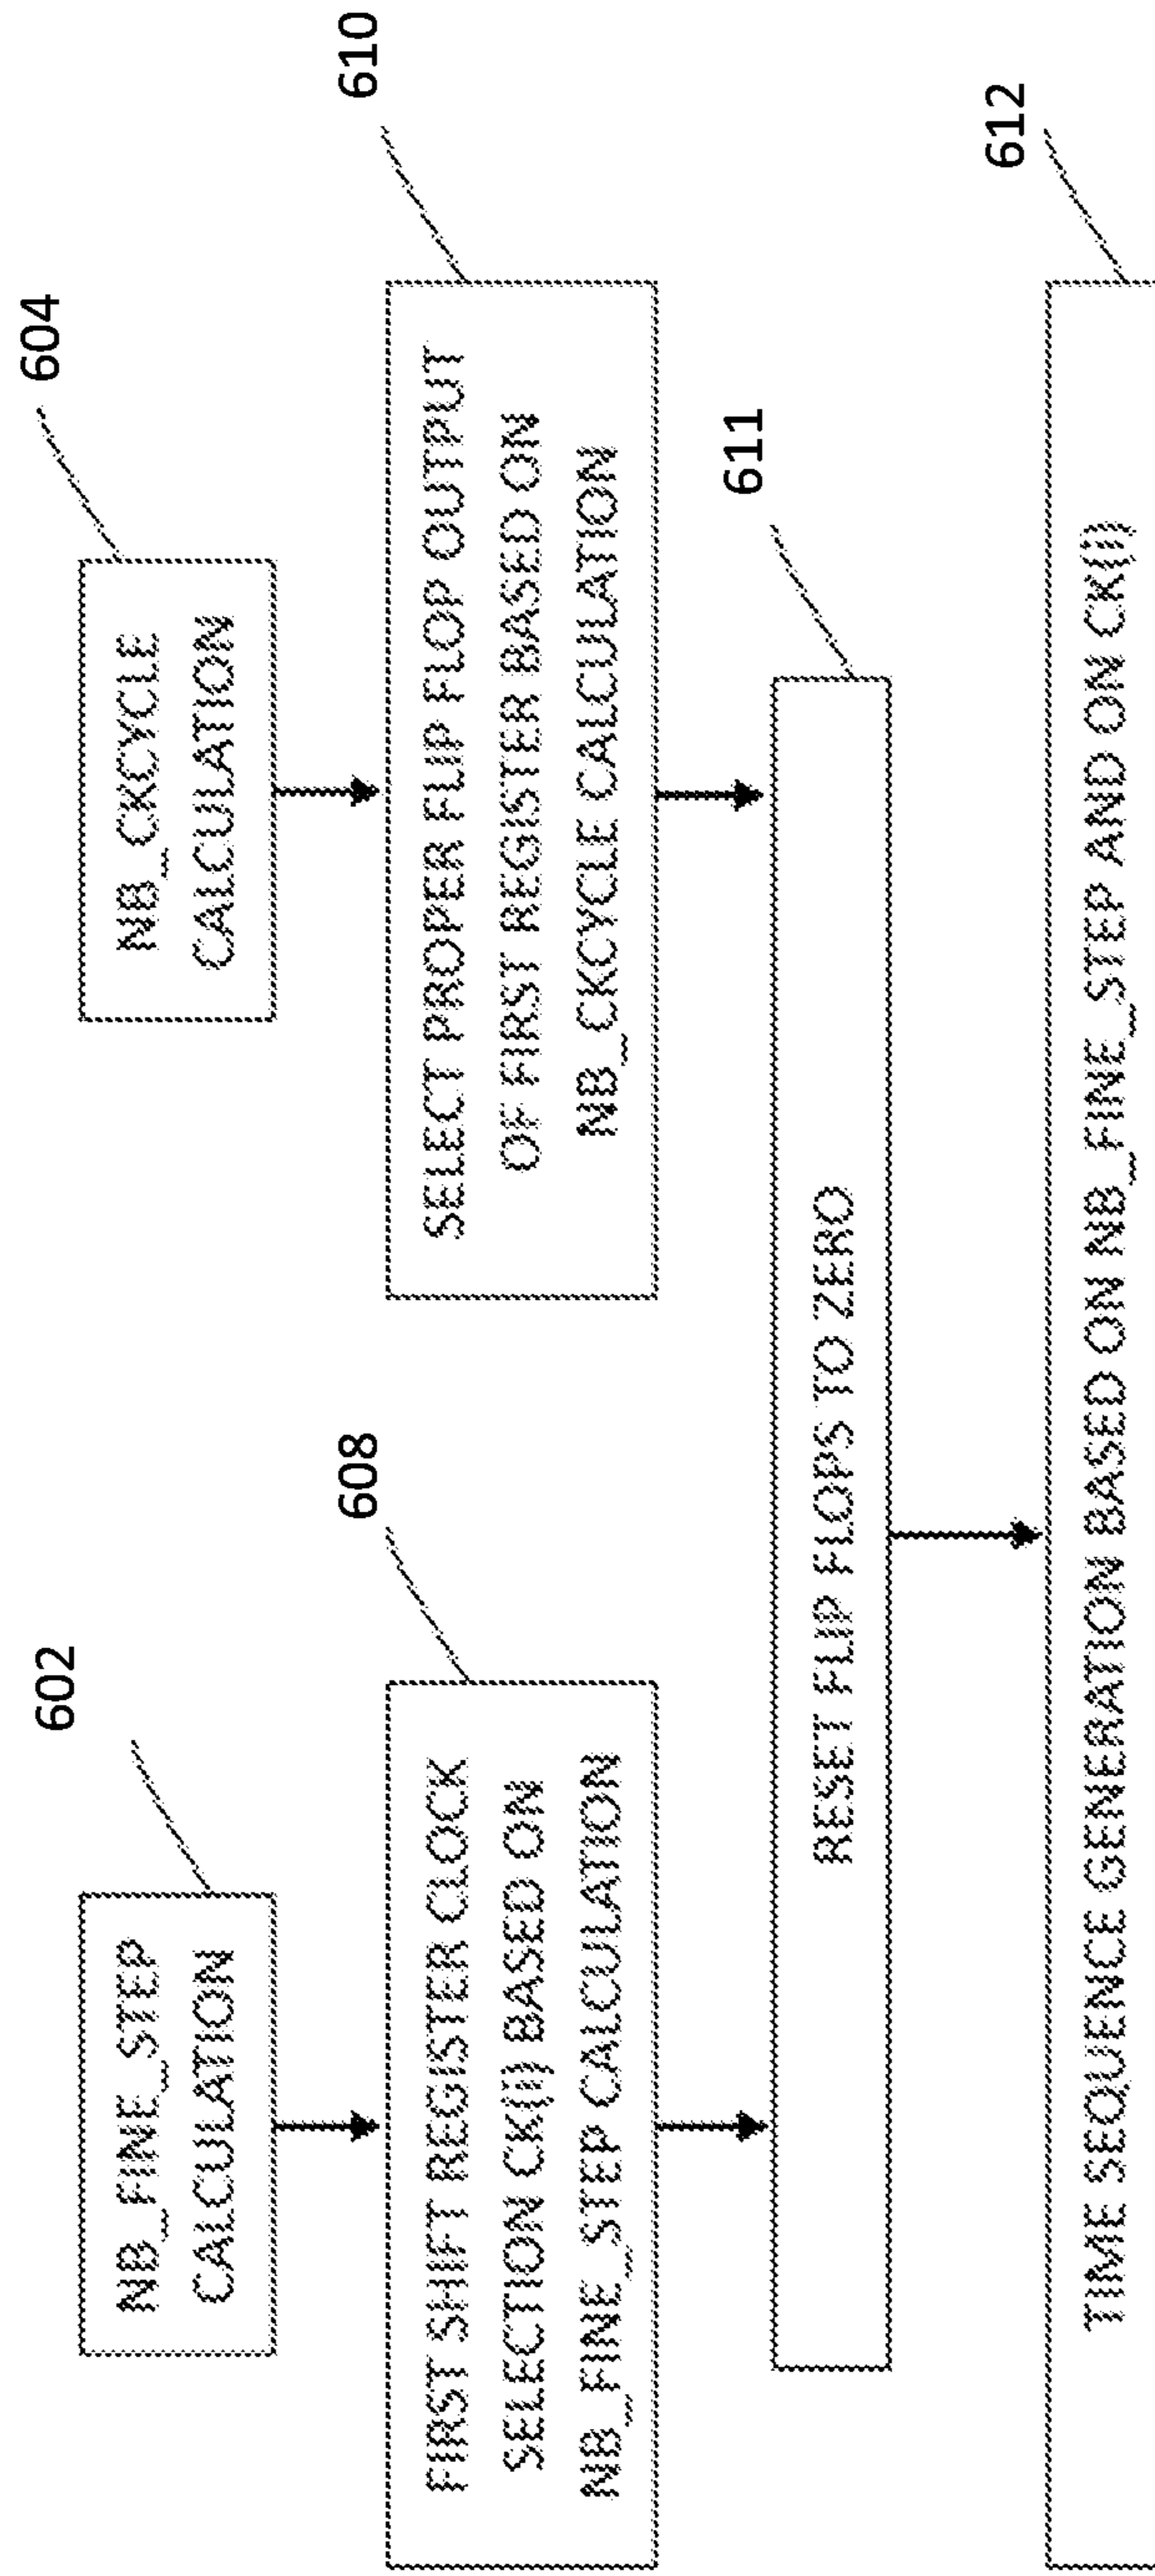 602
NB_FINE_STEP
CALCULATION
604
NB_CKCYCLE
CALCULATION
608
FIRST SHIFT REGISTER CLOCK
SELECTION CK(i) BASED ON
NB_FINE_STEP CALCULATION
610
SELECT PROPER FLIP FLOP OUTPUT
OF FIRST REGISTER BASED ON
NB_CKCYCLE CALCULATION
611
RESET FLIP FLOPS TO ZERO
612
TIME SEQUENCE GENERATION BASED ON NB_FINE_STEP AND ON CK(i)